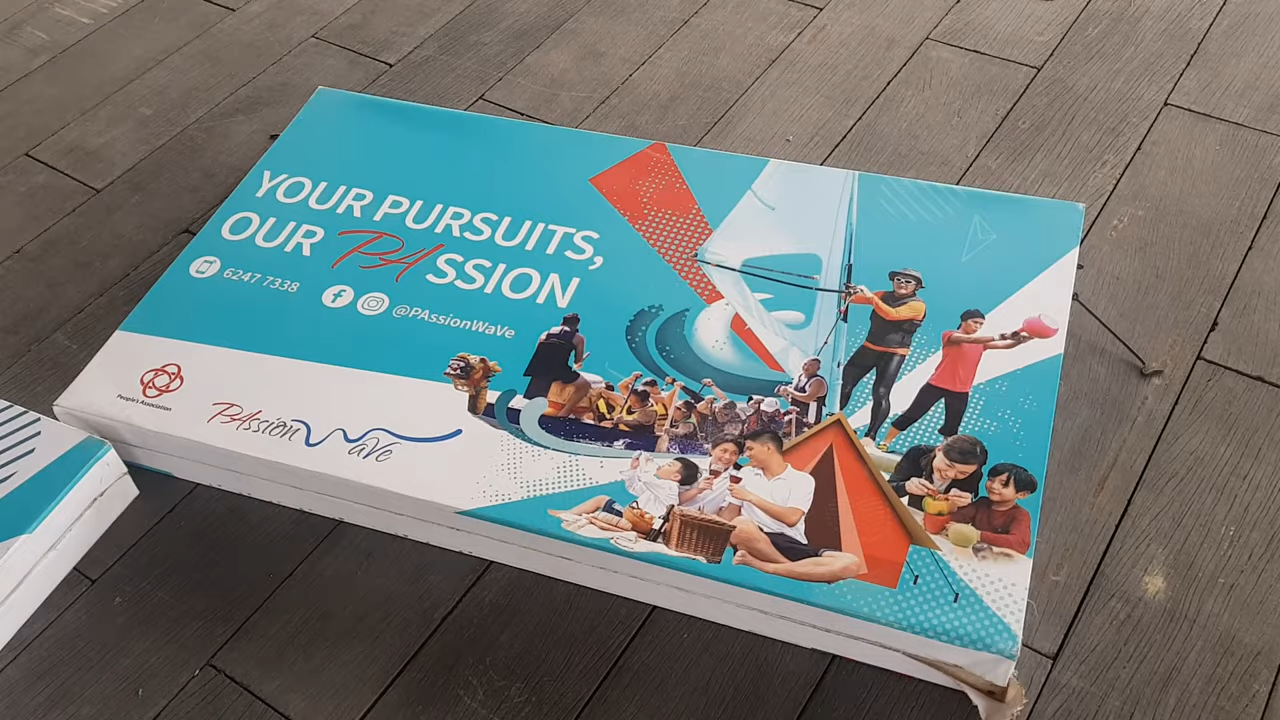 YOUR PURSUITS,
OUR PASSION
6247 7338
@PAssionWaVe
People's Association
PAssion WaVe